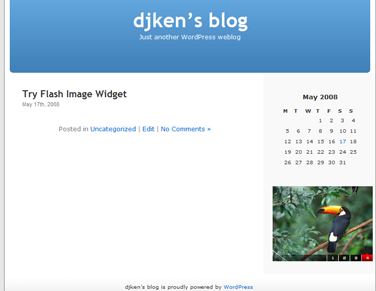 djken's blog
Just another WordPress weblog
Try Flash Image Widget
May 17th, 2008
Posted in Uncategorized | Edit | No Comments »
May 2008
M T W T F S S
1 2 3 4
5 6 7 8 9 10 11
12 13 14 15 16 17 18
19 20 21 22 23 24 25
26 27 28 29 30 31
1 2 3 4
djken's blog is proudly powered by WordPress